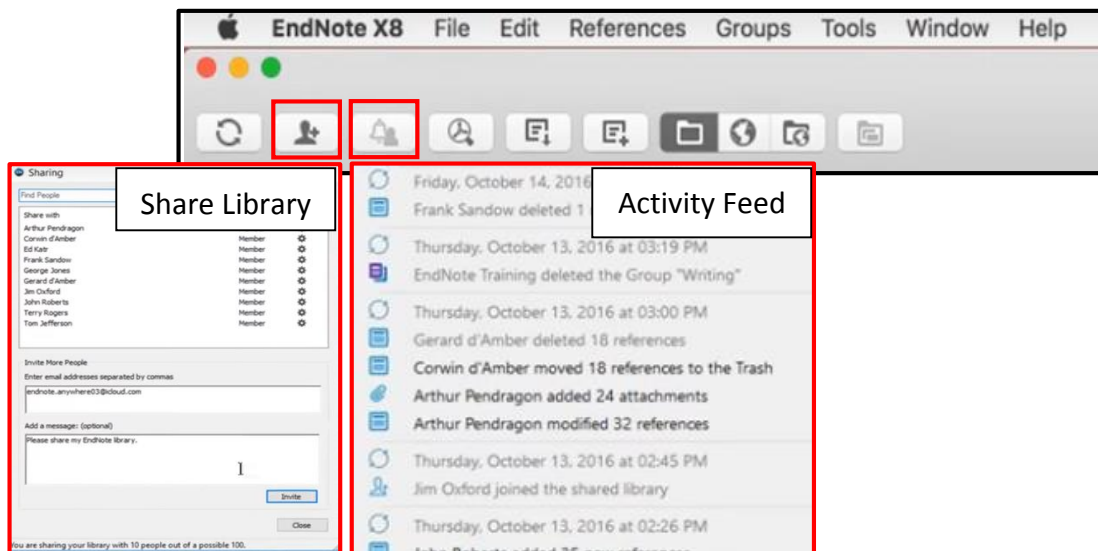 EndNote X8 File Edit References Groups Tools Window Help
Sharing
Find People
Share Library
Share with
Arthur Pendragon
Corwin d'Amber Member
Ed Katr Member
Frank Sandow Member
George Jones Member
Gerard d'Amber Member
Jim Oxford Member
John Roberts Member
Terry Rogers Member
Tom Jefferson Member
Invite More People
Enter email addresses separated by commas
endnote.anywhere03@icloud.com
Add a message: (optional)
Please share my EndNote library.
Invite
Close
You are sharing your library with 10 people out of a possible 100.
Activity Feed
Friday, October 14, 2016
Frank Sandow deleted 1
Thursday, October 13, 2016 at 03:19 PM
EndNote Training deleted the Group "Writing"
Thursday, October 13, 2016 at 03:00 PM
Gerard d'Amber deleted 18 references
Corwin d'Amber moved 18 references to the Trash
Arthur Pendragon added 24 attachments
Arthur Pendragon modified 32 references
Thursday, October 13, 2016 at 02:45 PM
Jim Oxford joined the shared library
Thursday, October 13, 2016 at 02:26 PM
John Roberts added 35 new references